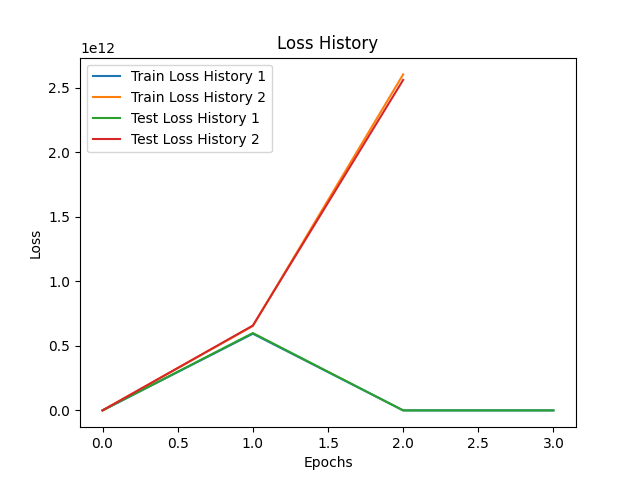 Loss History
1e12
Train Loss History 1
Train Loss History 2
Test Loss History 1
Test Loss History 2
2.5
2.0
1.5
1.0
0.5
0.0
Loss
0.0 0.5 1.0 1.5 2.0 2.5 3.0
Epochs